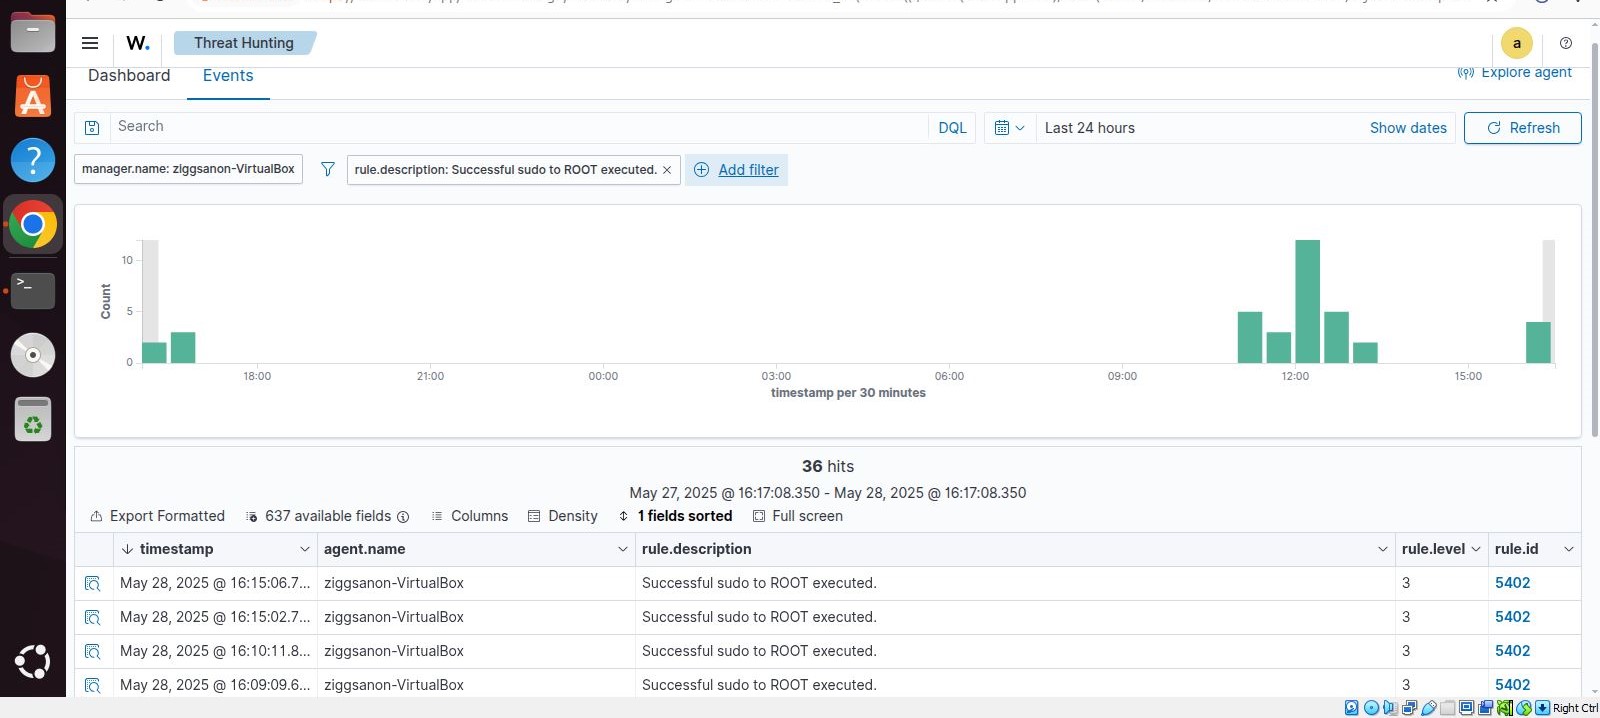 W. Threat Hunting a
Dashboard Events Explore agent
Search DQL Last 24 hours Show dates Refresh
manager.name: ziggsanon-VirtualBox rule.description: Successful sudo to ROOT executed. × Add filter
10
5
0
Count
18:00 21:00 00:00 03:00 06:00 09:00 12:00 15:00
timestamp per 30 minutes
36 hits
May 27, 2025 @ 16:17:08.350 - May 28, 2025 @ 16:17:08.350
Export Formatted 637 available fields Columns Density 1 fields sorted Full screen
timestamp agent.name rule.description rule.level rule.id
May 28, 2025 @ 16:15:06.7... ziggsanon-VirtualBox Successful sudo to ROOT executed. 3 5402
May 28, 2025 @ 16:15:02.7... ziggsanon-VirtualBox Successful sudo to ROOT executed. 3 5402
May 28, 2025 @ 16:10:11.8... ziggsanon-VirtualBox Successful sudo to ROOT executed. 3 5402
May 28, 2025 @ 16:09:09.6... ziggsanon-VirtualBox Successful sudo to ROOT executed. 3 5402
Right Ctrl